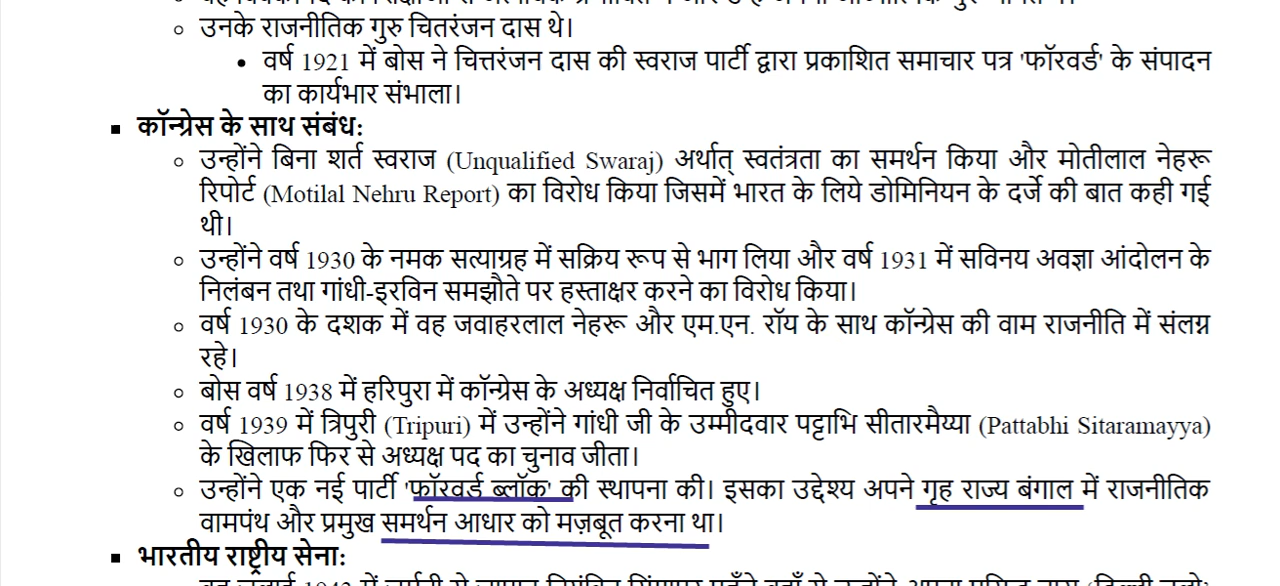 उनके राजनीतिक गुरु चितरंजन दास थे।
वर्ष 1921 में बोस ने चित्तरंजन दास की स्वराज पार्टी द्वारा प्रकाशित समाचार पत्र 'फॉरवर्ड' के संपादन
का कार्यभार संभाला।
कॉन्ग्रेस के साथ संबंध:
उन्होंने बिना शर्त स्वराज (Unqualified Swaraj) अर्थात् स्वतंत्रता का समर्थन किया और मोतीलाल नेहरू
रिपोर्ट (Motilal Nehru Report) का विरोध किया जिसमें भारत के लिये डोमिनियन के दर्जे की बात कही गई
थी।
उन्होंने वर्ष 1930 के नमक सत्याग्रह में सक्रिय रूप से भाग लिया और वर्ष 1931 में सविनय अवज्ञा आंदोलन के
निलंबन तथा गांधी-इरविन समझौते पर हस्ताक्षर करने का विरोध किया।
वर्ष 1930 के दशक में वह जवाहरलाल नेहरू और एम.एन. रॉय के साथ कॉन्ग्रेस की वाम राजनीति में संलग्न
रहे।
बोस वर्ष 1938 में हरिपुरा में कॉन्ग्रेस के अध्यक्ष निर्वाचित हुए।
वर्ष 1939 में त्रिपुरी (Tripuri) में उन्होंने गांधी जी के उम्मीदवार पट्टाभि सीतारमैय्या (Pattabhi Sitaramayya)
के खिलाफ फिर से अध्यक्ष पद का चुनाव जीता।
उन्होंने एक नई पार्टी 'फॉरवर्ड ब्लॉक' की स्थापना की। इसका उद्देश्य अपने गृह राज्य बंगाल में राजनीतिक
वामपंथ और प्रमुख समर्थन आधार को मज़बूत करना था।
भारतीय राष्ट्रीय सेना: